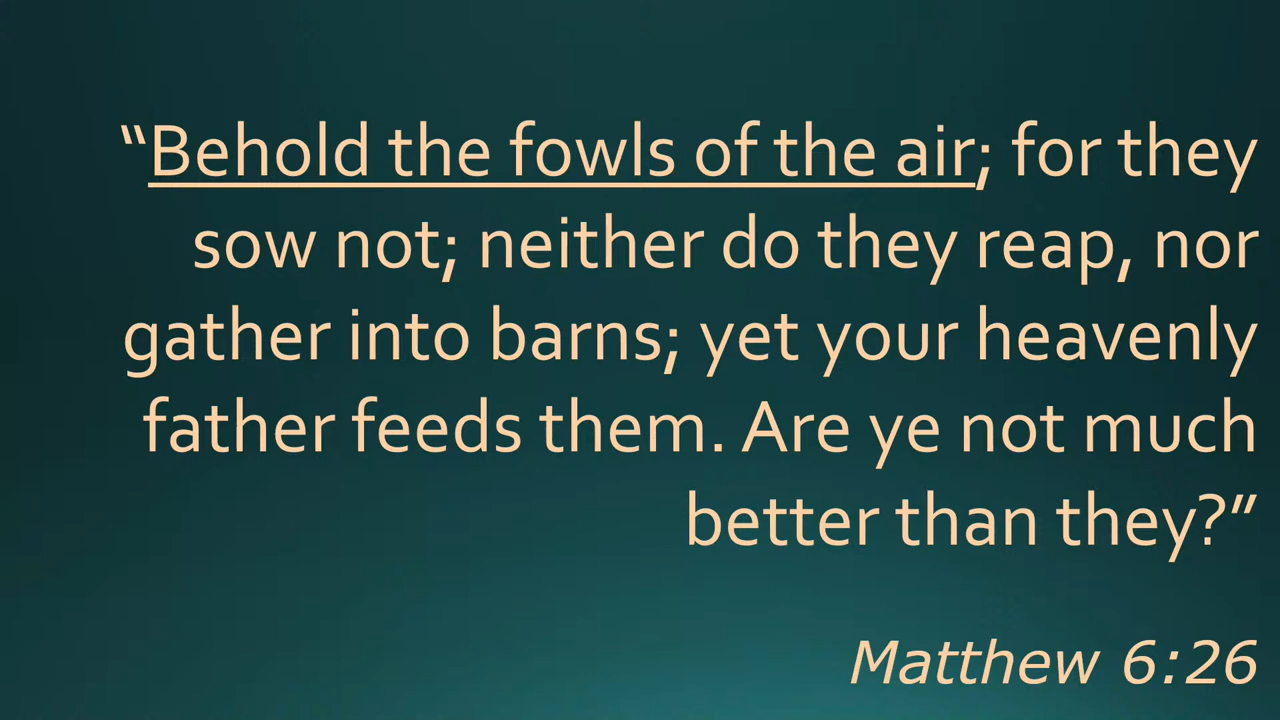 “Behold the fowls of the air; for they
sow not; neither do they reap, nor
gather into barns; yet your heavenly
father feeds them. Are ye not much
better than they?”
Matthew 6:26